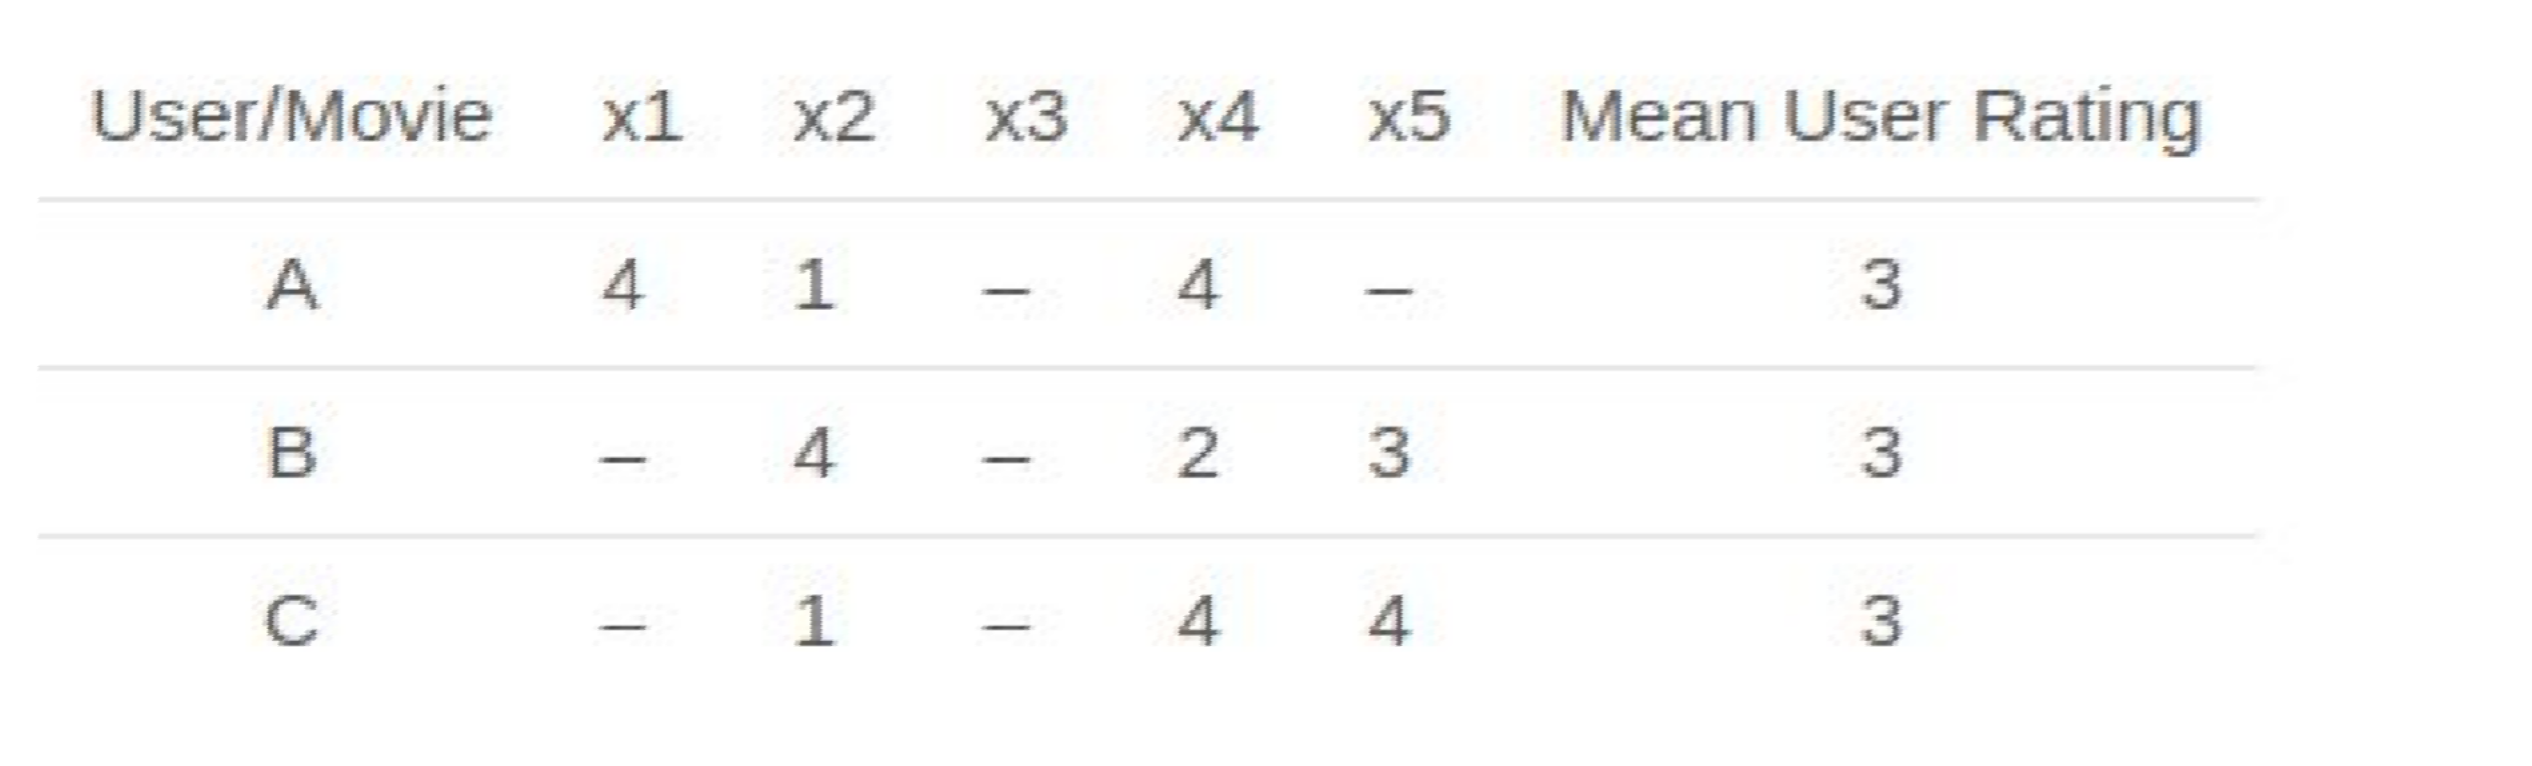 User/Movie x1 x2 x3 x4 x5 Mean User Rating
A 4 1 – 4 – 3
B – 4 – 2 3 3
C – 1 – 4 4 3